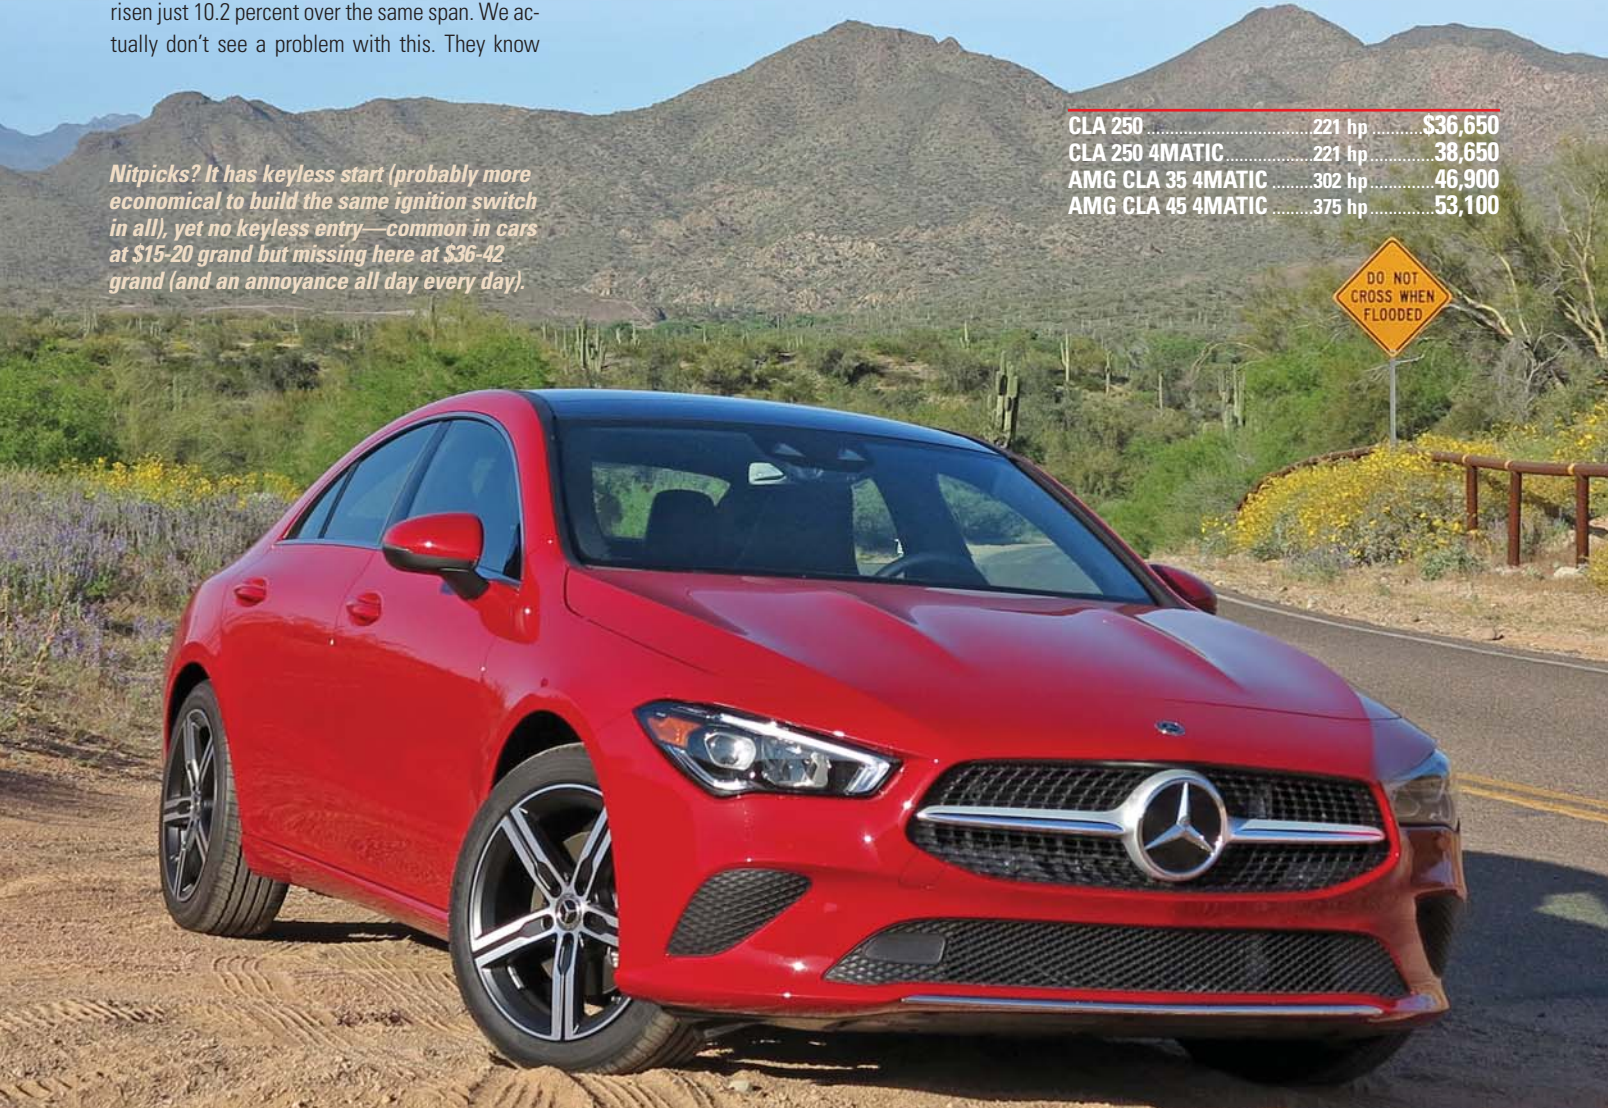 risen just 10.2 percent over the same span. We ac-
tually don’t see a problem with this. They know
Nitpicks? It has keyless start (probably more
economical to build the same ignition switch
in all), yet no keyless entry—common in cars
at $15-20 grand but missing here at $36-42
grand (and an annoyance all day every day).
CLA 250 ....................................221 hp ...........$36,650
CLA 250 4MATIC...................221 hp..............38,650
AMG CLA 35 4MATIC .........302 hp..............46,900
AMG CLA 45 4MATIC .........375 hp..............53,100
DO NOT
CROSS WHEN
FLOODED